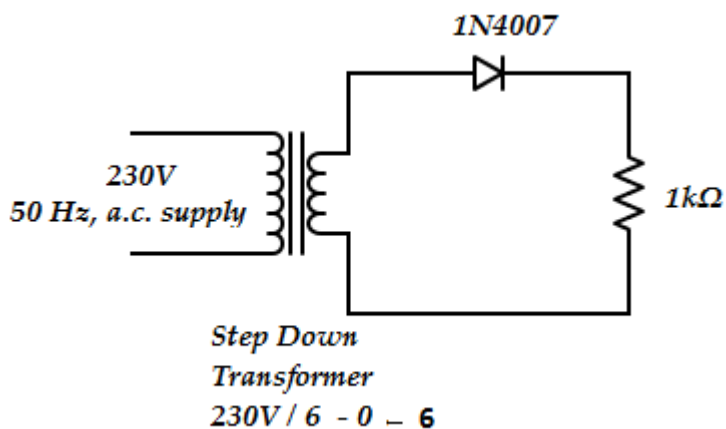 1N4007
230V
50 Hz, a.c. supply
1kΩ
Step Down
Transformer
230V / 6 - 0 – 6